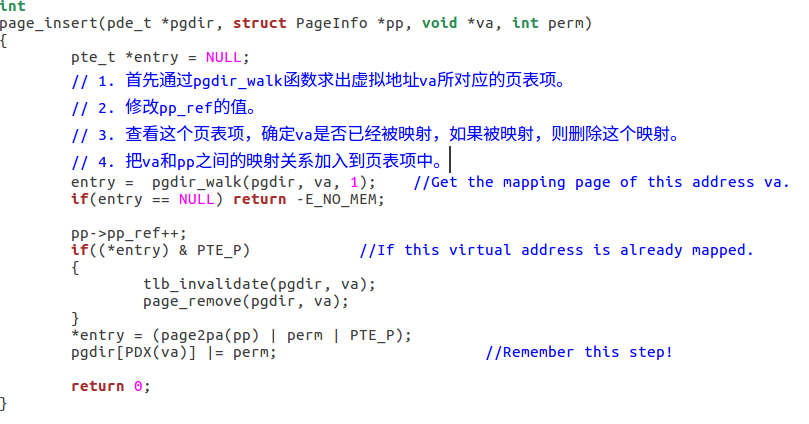 int
page_insert(pde_t *pgdir, struct PageInfo *pp, void *va, int perm)
{
        pte_t *entry = NULL;
        // 1. 首先通过pgdir_walk函数求出虚拟地址va所对应的页表项。
        // 2. 修改pp_ref的值。
        // 3. 查看这个页表项，确定va是否已经被映射，如果被映射，则删除这个映射。
        // 4. 把va和pp之间的映射关系加入到页表项中。
        entry =  pgdir_walk(pgdir, va, 1);    //Get the mapping page of this address va.
        if(entry == NULL) return -E_NO_MEM;

        pp->pp_ref++;
        if((*entry) & PTE_P)            //If this virtual address is already mapped.
        {
                tlb_invalidate(pgdir, va);
                page_remove(pgdir, va);
        }
        *entry = (page2pa(pp) | perm | PTE_P);
        pgdir[PDX(va)] |= perm;                       //Remember this step!

        return 0;
}